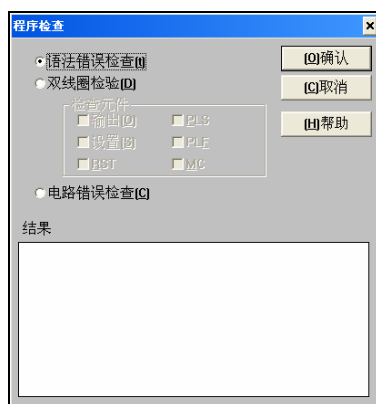 程序检查
语法错误检查[t]
[O]确认
双线圈检验[D]
[C]取消
检查元件
输出[O]
PLS
[H]帮助
设置[S]
PLF
RST
MC
电路错误检查[C]
结果